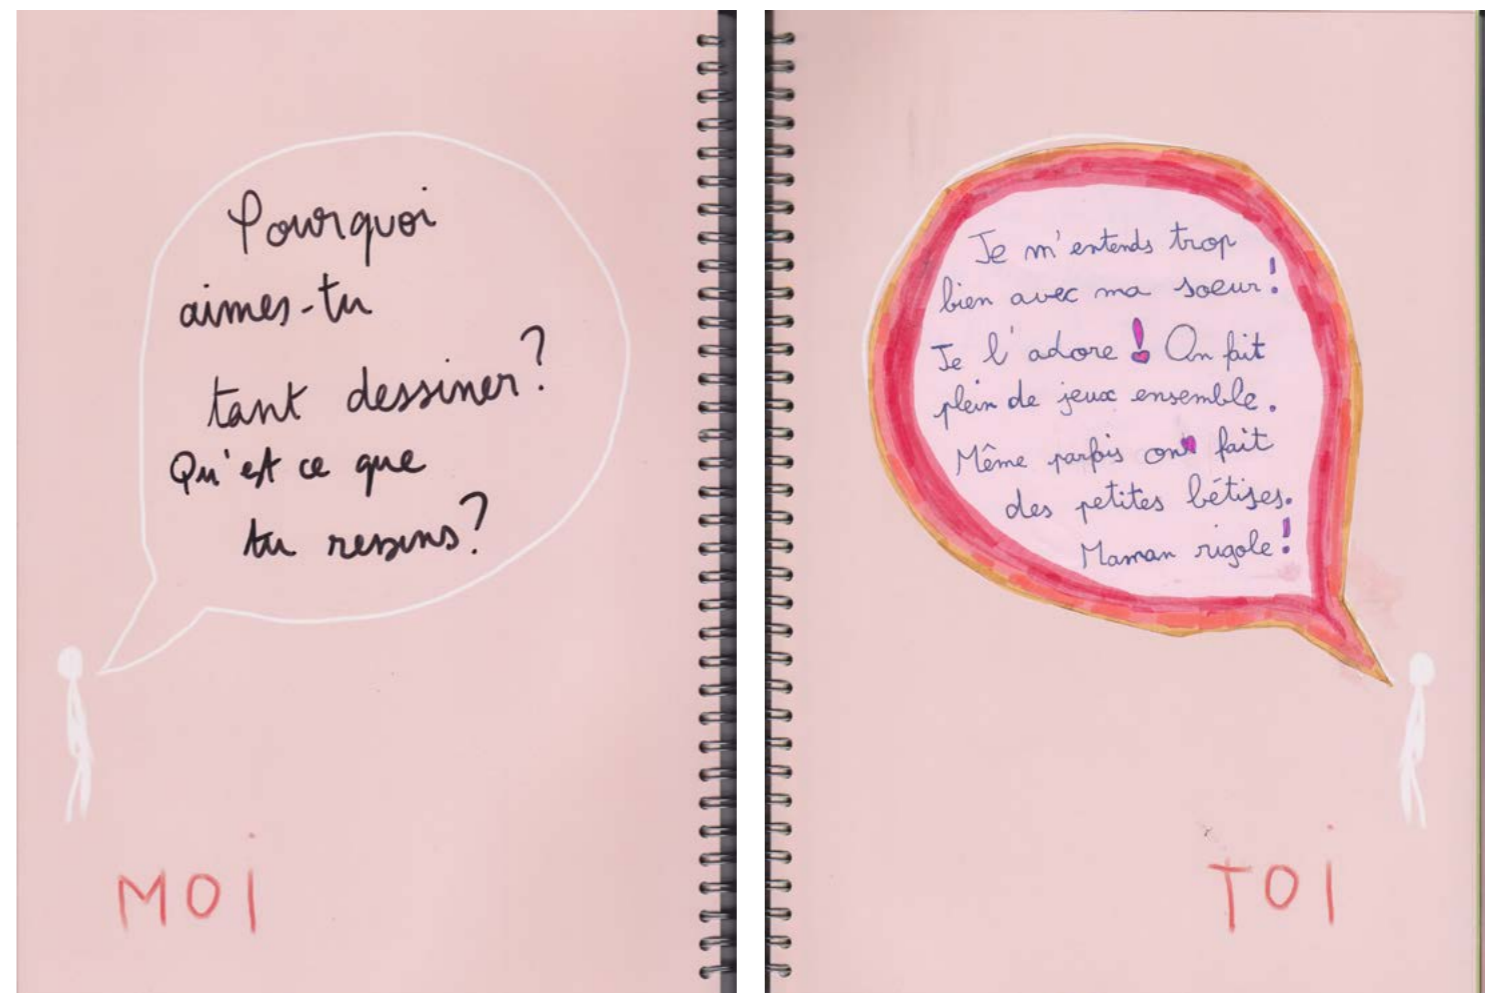 Pourquoi
aimes-tu
tant dessiner?
Qu'est ce que
tu ressens?
MOI
Je m'entends trop
bien avec ma soeur!
Je l'adore! On fait
plein de jeux ensemble.
Même parfois on fait
des petites bétises.
Maman rigole!
TOI